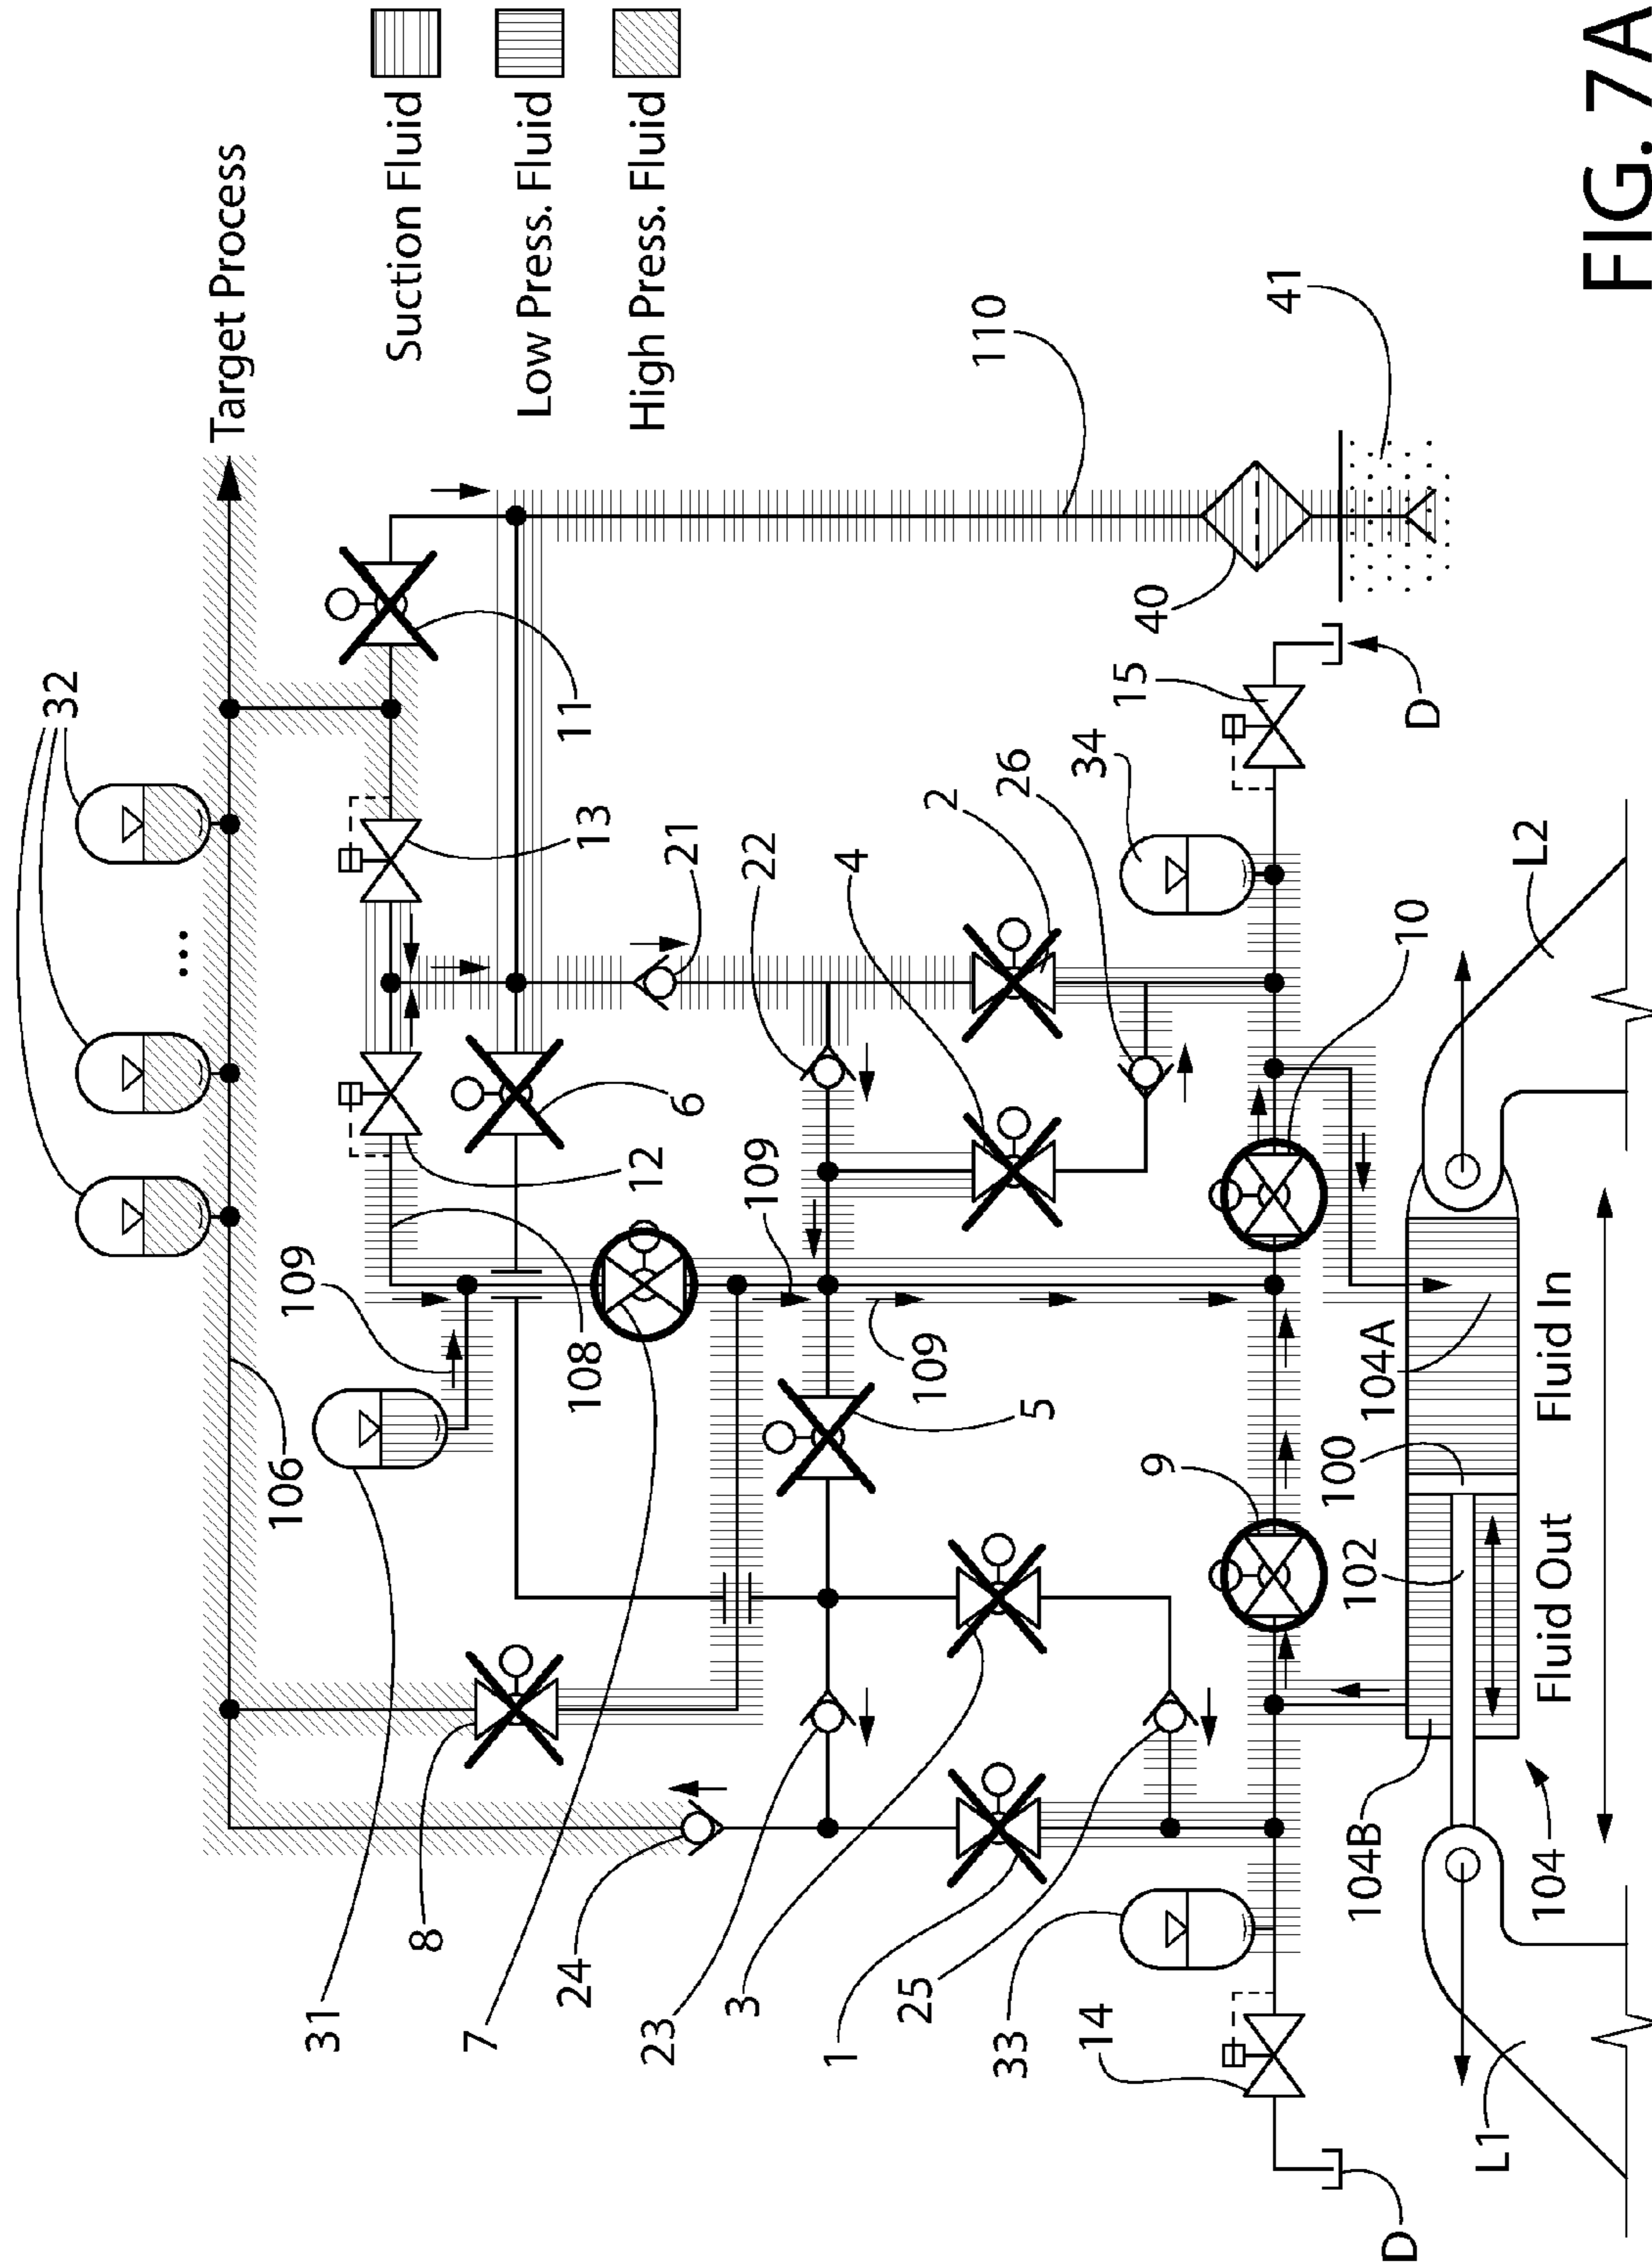 Target Process
Suction Fluid
Low Press. Fluid
High Press. Fluid
32
...
106
31
109
108
12
6
13
11
8
7
24
23
3
1
25
33
14
D
5
109
109
21
22
4
2
26
34
15
D
10
9
110
40
41
L1
104
104B
Fluid Out
102
100
104A
Fluid In
L2
FIG. 7A